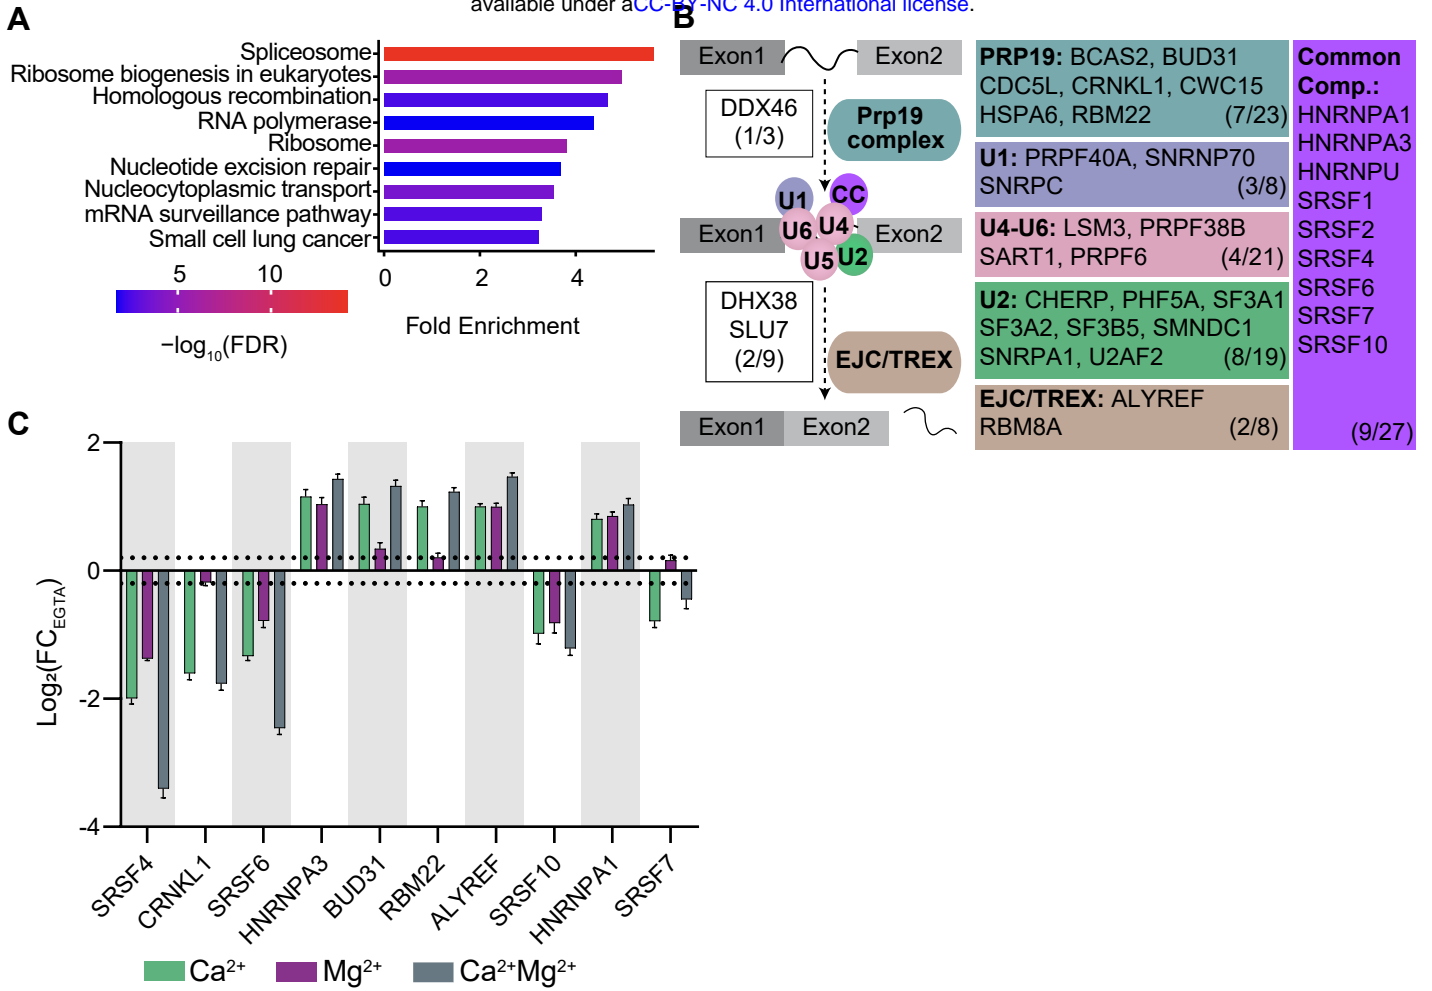 available under aCC-BY-NC 4.0 International license.
A
Spliceosome
Ribosome biogenesis in eukaryotes
Homologous recombination
RNA polymerase
Ribosome
Nucleotide excision repair
Nucleocytoplasmic transport
mRNA surveillance pathway
Small cell lung cancer
0 2 4
Fold Enrichment
5 10
−log10(FDR)
B
Exon1 Exon2
DDX46
(1/3)
Prp19
complex
U1 CC
U6 U4
U5 U2
Exon1 Exon2
DHX38
SLU7
(2/9)
EJC/TREX
Exon1 Exon2
PRP19: BCAS2, BUD31
CDC5L, CRNKL1, CWC15
HSPA6, RBM22 (7/23)
U1: PRPF40A, SNRNP70
SNRPC (3/8)
U4-U6: LSM3, PRPF38B
SART1, PRPF6 (4/21)
U2: CHERP, PHF5A, SF3A1
SF3A2, SF3B5, SMNDC1
SNRPA1, U2AF2 (8/19)
EJC/TREX: ALYREF
RBM8A (2/8)
Common
Comp.:
HNRNPA1
HNRNPA3
HNRNPU
SRSF1
SRSF2
SRSF4
SRSF6
SRSF7
SRSF10
(9/27)
C
Log₂(FC_EGTA)
2
0
-2
-4
SRSF4
CRNKL1
SRSF6
HNRNPA3
BUD31
RBM22
ALYREF
SRSF10
HNRNPA1
SRSF7
Ca²⁺ Mg²⁺ Ca²⁺Mg²⁺